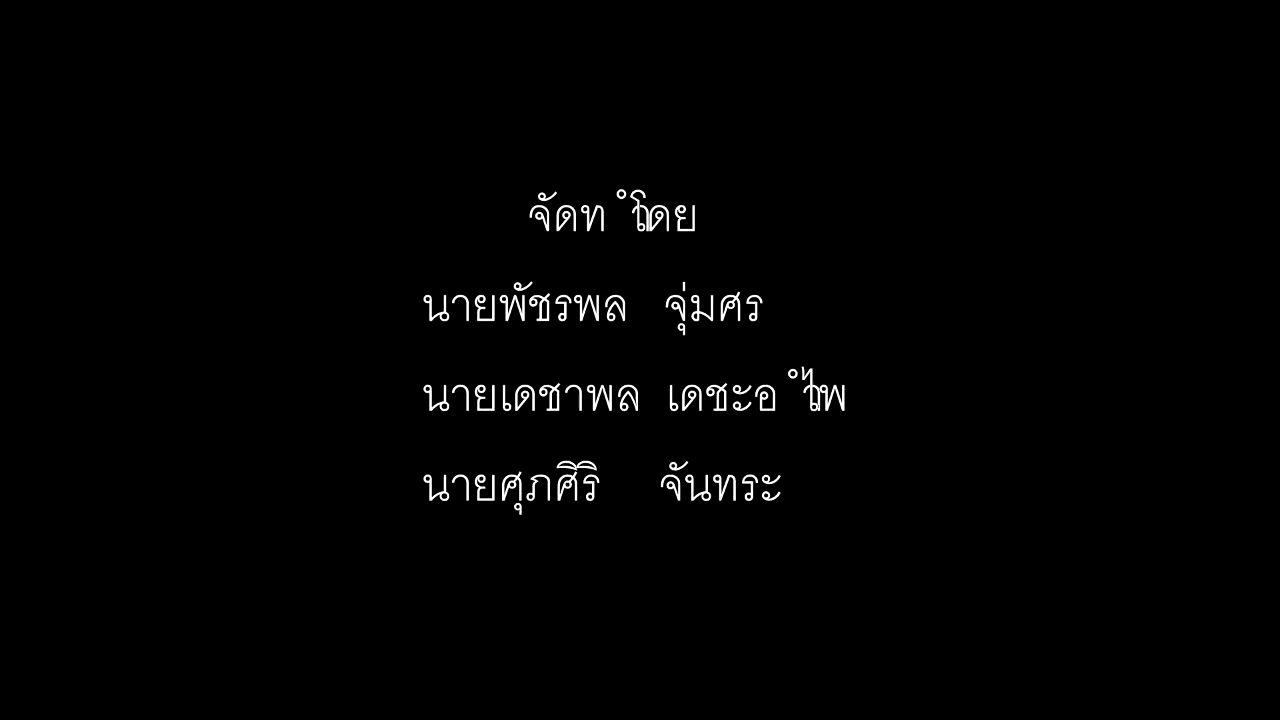 จัดทำโดย
นายพัชรพล จุ่มศร
นายเดชาพล เดชะอำไพ
นายศุภศิริ จันทระ